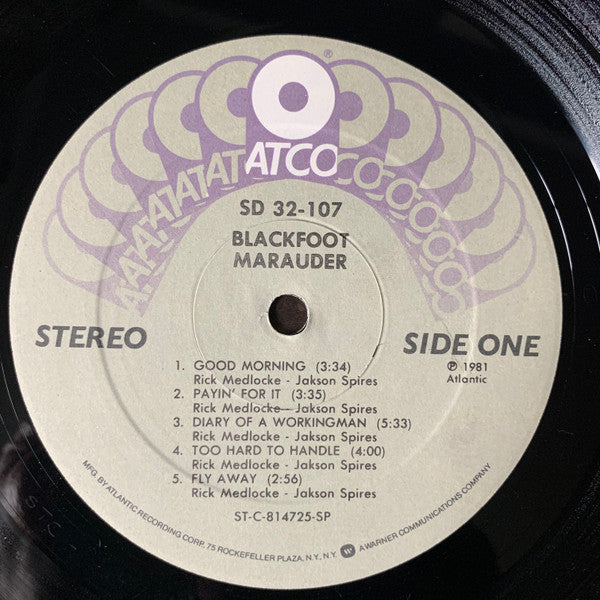 ATCO
®
SD 32-107
BLACKFOOT
MARAUDER
STEREO
SIDE ONE
℗ 1981
Atlantic
1. GOOD MORNING (3:34)
Rick Medlocke - Jakson Spires
2. PAYIN' FOR IT (3:35)
Rick Medlocke - Jakson Spires
3. DIARY OF A WORKINGMAN (5:33)
Rick Medlocke - Jakson Spires
4. TOO HARD TO HANDLE (4:00)
Rick Medlocke - Jakson Spires
5. FLY AWAY (2:56)
Rick Medlocke - Jakson Spires
ST-C-814725-SP
MFG. BY ATLANTIC RECORDING CORP. 75 ROCKEFELLER PLAZA, N.Y., N.Y. W A WARNER COMMUNICATIONS COMPANY